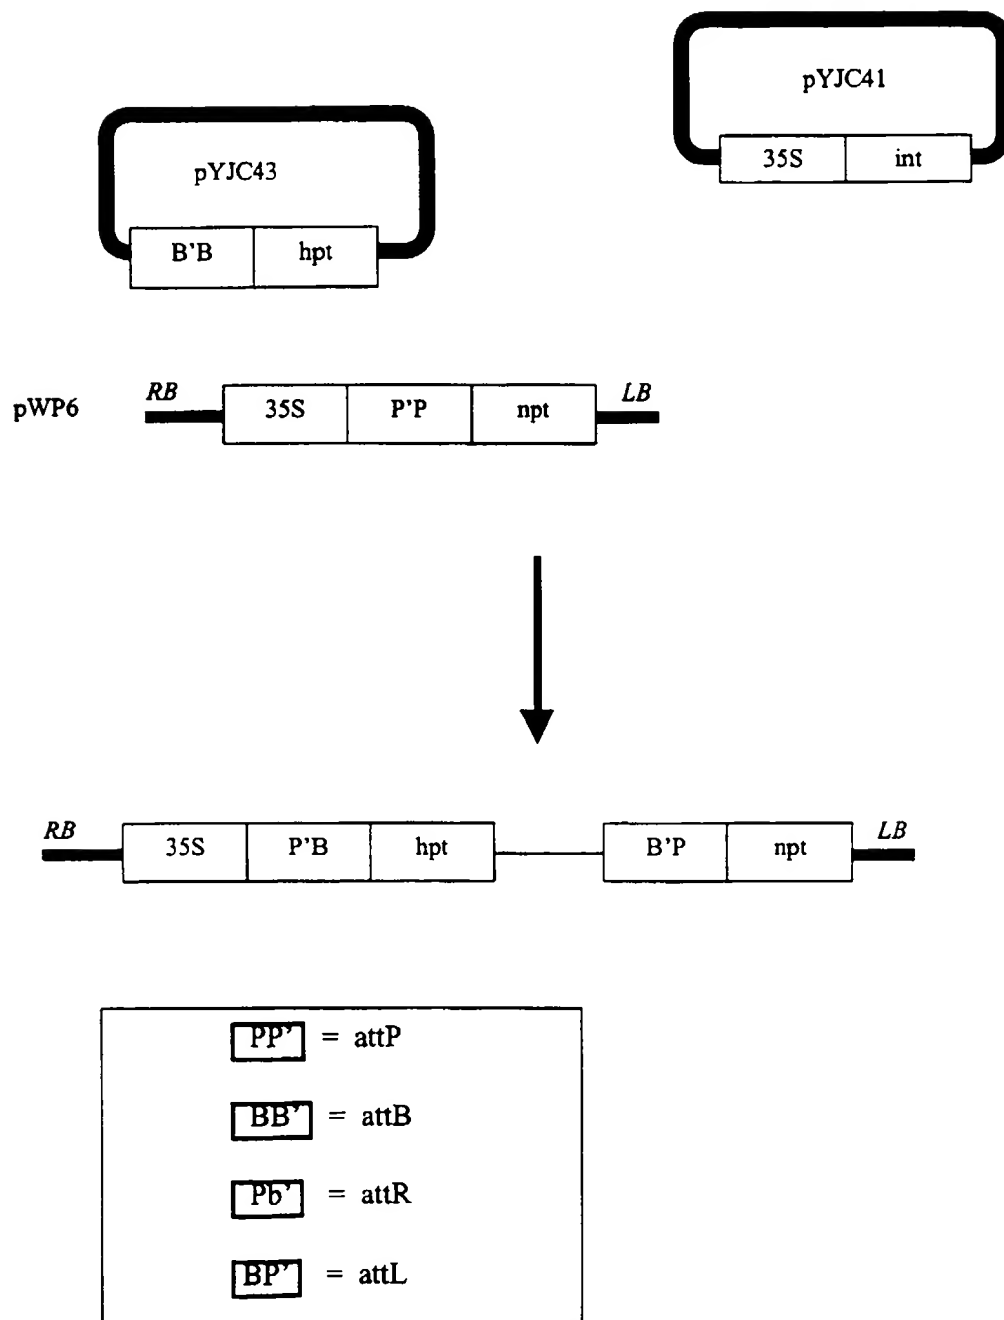 pYJC41
35S int
pYJC43
B'B hpt
pWP6 RB 35S P'P npt LB
RB 35S P'B hpt B'P npt LB
PP' = attP
BB' = attB
Pb' = attR
BP' = attL